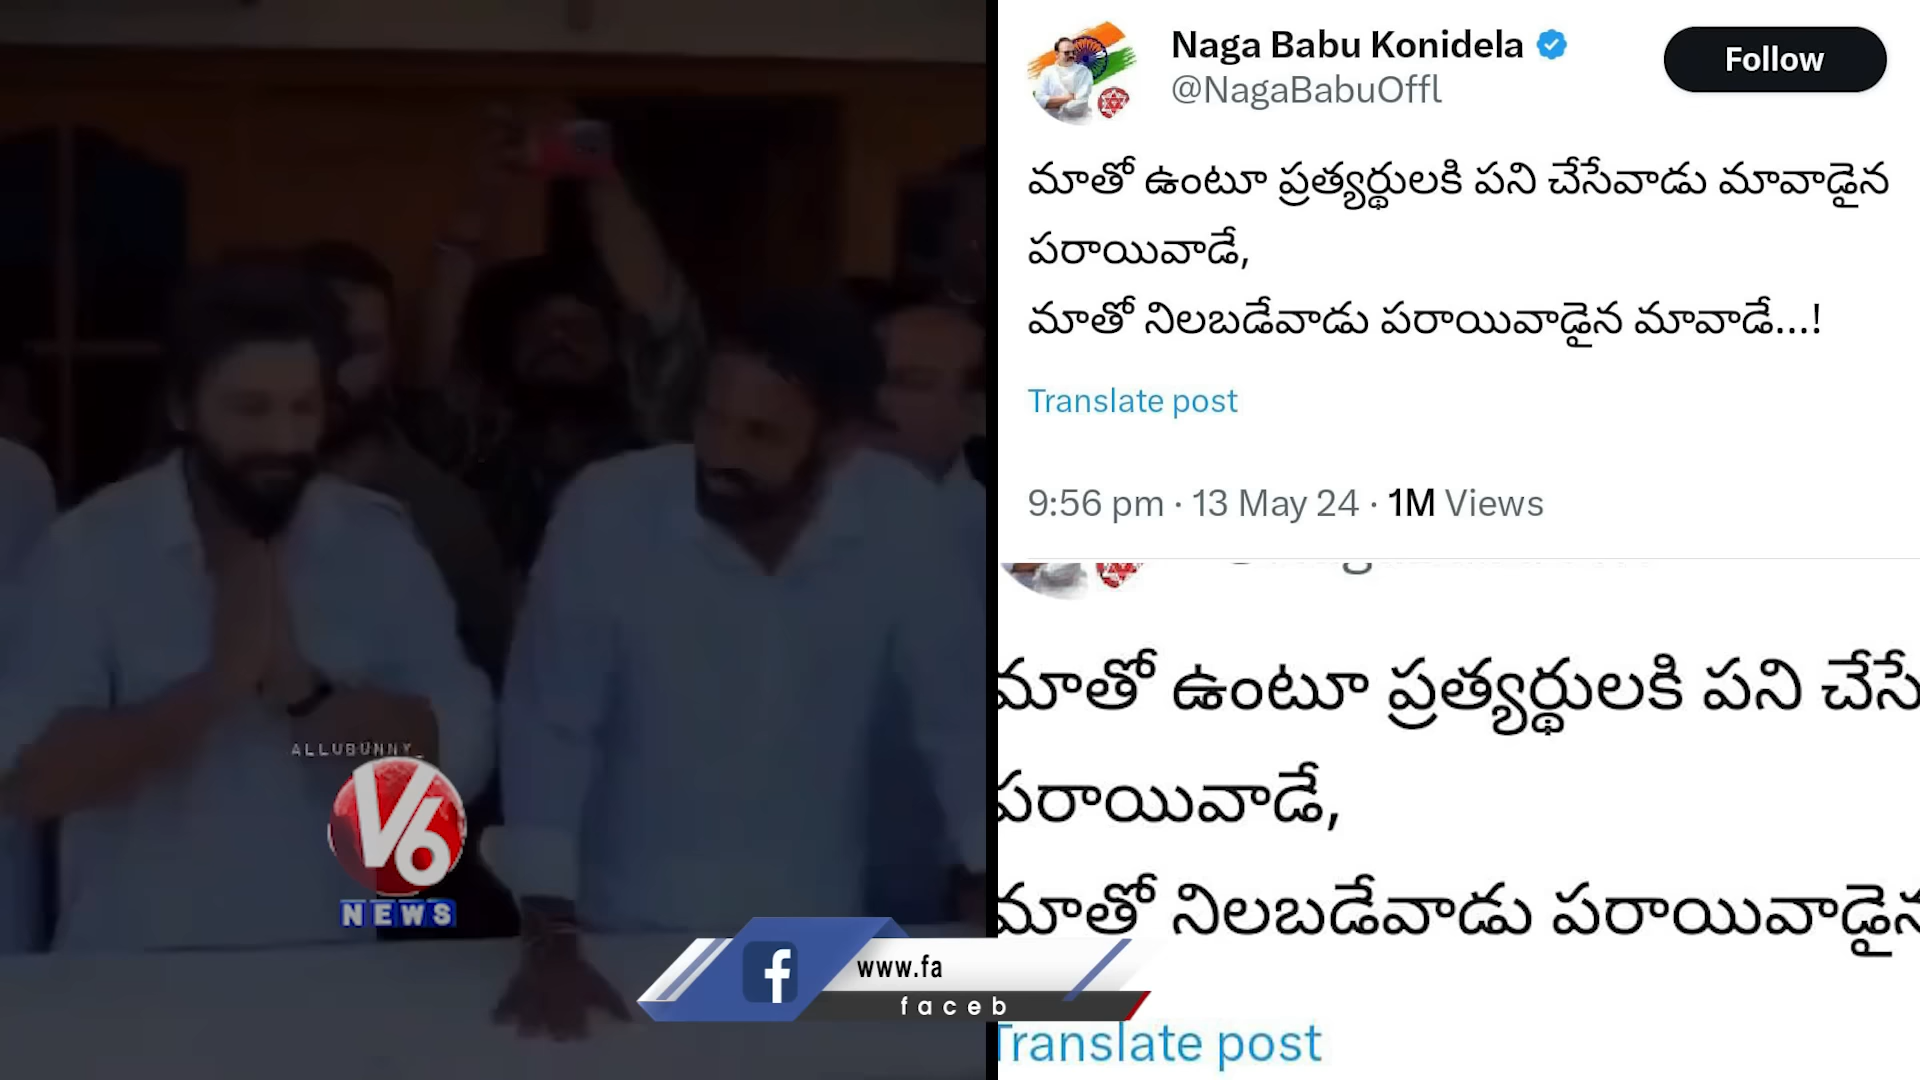 Naga Babu Konidela
@NagaBabuOffl
Follow
మాతో ఉంటూ ప్రత్యర్థులకి పని చేసేవాడు మావాడైన
పరాయివాడే,
మాతో నిలబడేవాడు పరాయివాడైన మావాడే...!
Translate post
9:56 pm · 13 May 24 · 1M Views
మాతో ఉంటూ ప్రత్యర్థులకి పని చేసే
పరాయివాడే,
మాతో నిలబడేవాడు పరాయివాడైన
Translate post
ALLUBUNNY_
V6
NEWS
www.fa
faceb